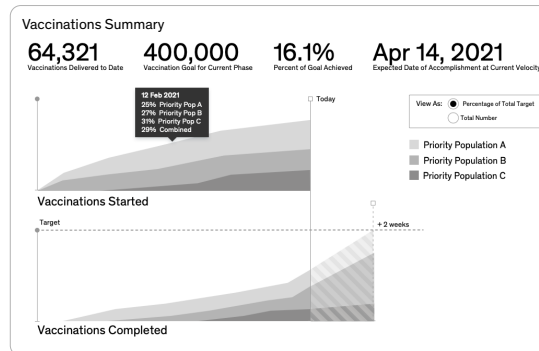 Vaccinations Summary
64,321
Vaccinations Delivered to Date
400,000
Vaccination Goal for Current Phase
16.1%
Percent of Goal Achieved
Apr 14, 2021
Expected Date of Accomplishment at Current Velocity
12 Feb 2021
25% Priority Pop A
27% Priority Pop B
31% Priority Pop C
29% Combined
Today
View As:
Percentage of Total Target
Total Number
Priority Population A
Priority Population B
Priority Population C
Vaccinations Started
Target
+ 2 weeks
Vaccinations Completed